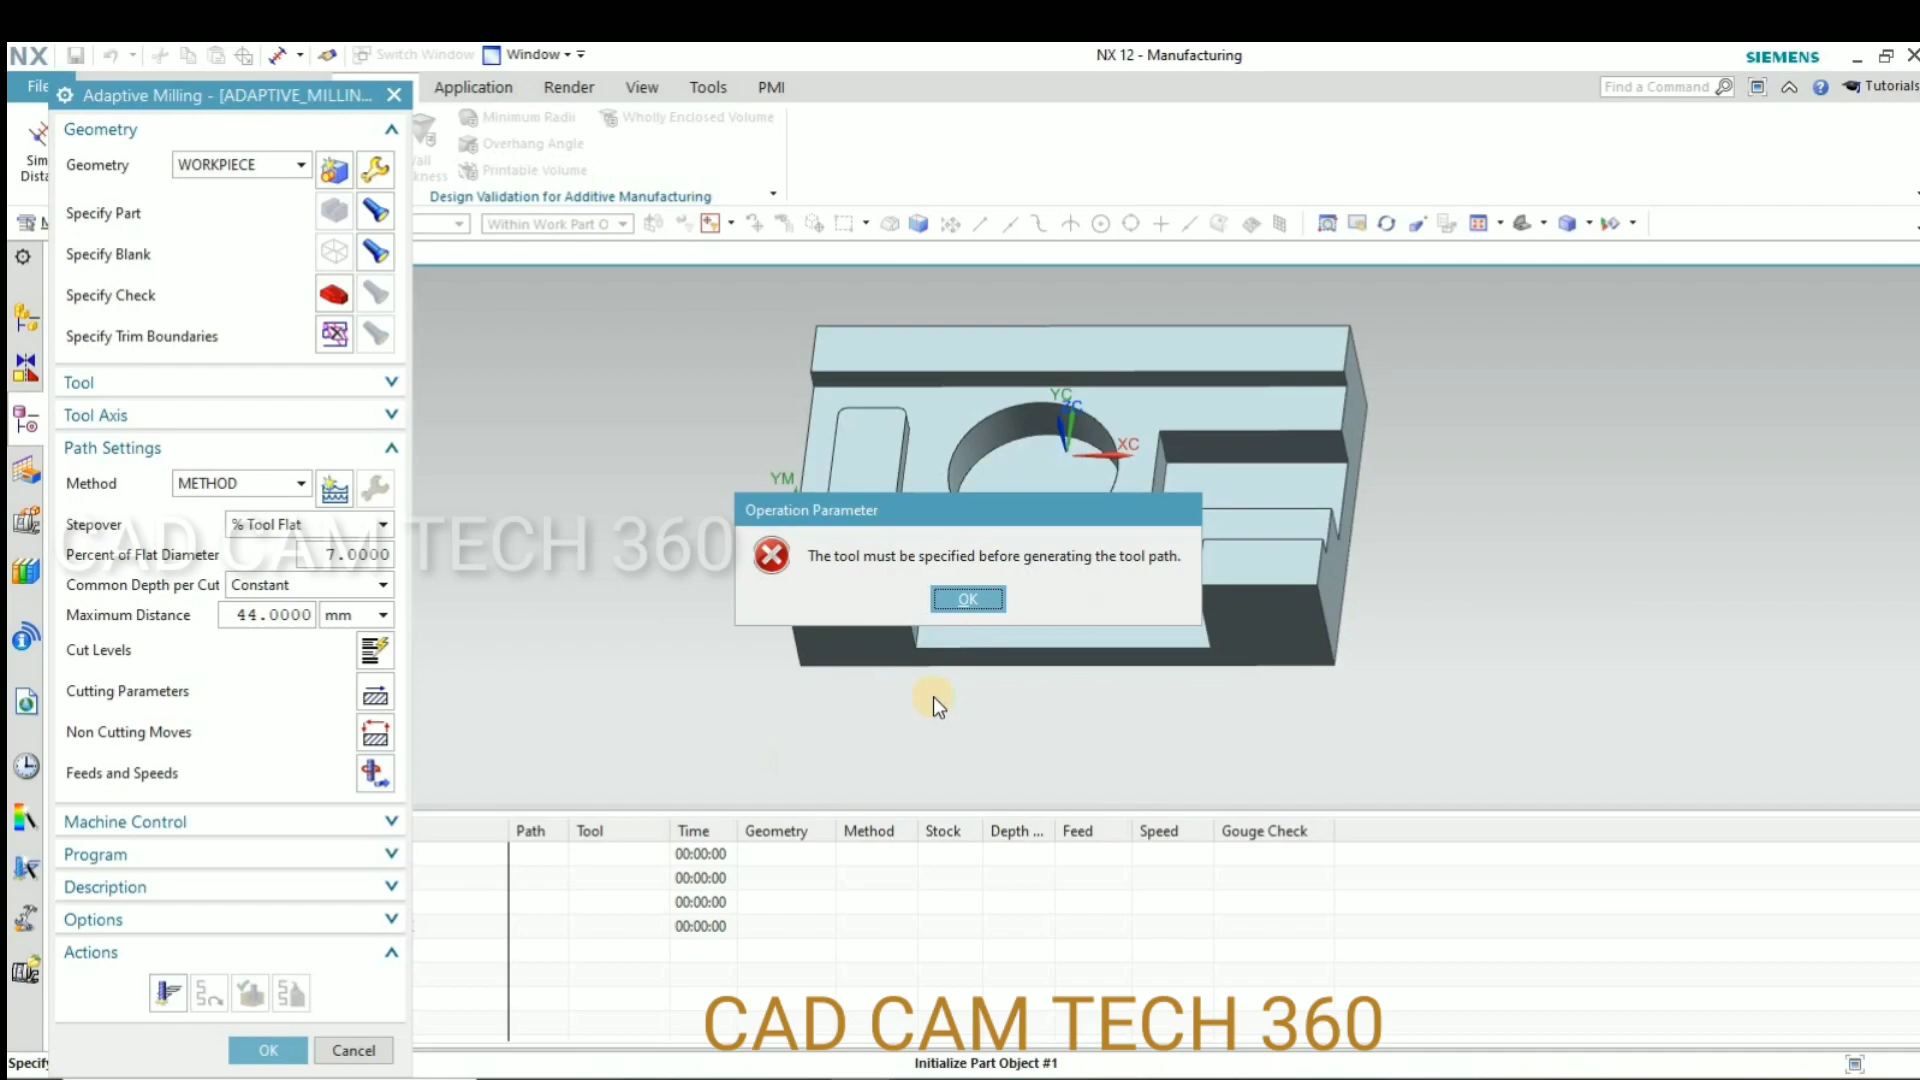 NX
Switch Window
Window
NX 12 - Manufacturing
SIEMENS
File
Adaptive Milling - [ADAPTIVE_MILLIN...
Application
Render
View
Tools
PMI
Find a Command
Tutorials
Geometry
Minimum Radii
Wholly Enclosed Volume
Overhang Angle
Printable Volume
Design Validation for Additive Manufacturing
Geometry
WORKPIECE
Specify Part
Within Work Part O
Specify Blank
Specify Check
Specify Trim Boundaries
Tool
Tool Axis
Path Settings
Method
METHOD
Stepover
% Tool Flat
Percent of Flat Diameter
7.0000
Common Depth per Cut
Constant
Maximum Distance
44.0000
mm
Cut Levels
Cutting Parameters
Non Cutting Moves
Feeds and Speeds
Machine Control
Program
Description
Options
Actions
OK
Cancel
YC
ZC
XC
YM
CAD CAM TECH 360
Operation Parameter
The tool must be specified before generating the tool path.
OK
Path
Tool
Time
Geometry
Method
Stock
Depth ...
Feed
Speed
Gouge Check
00:00:00
00:00:00
00:00:00
00:00:00
CAD CAM TECH 360
Initialize Part Object #1